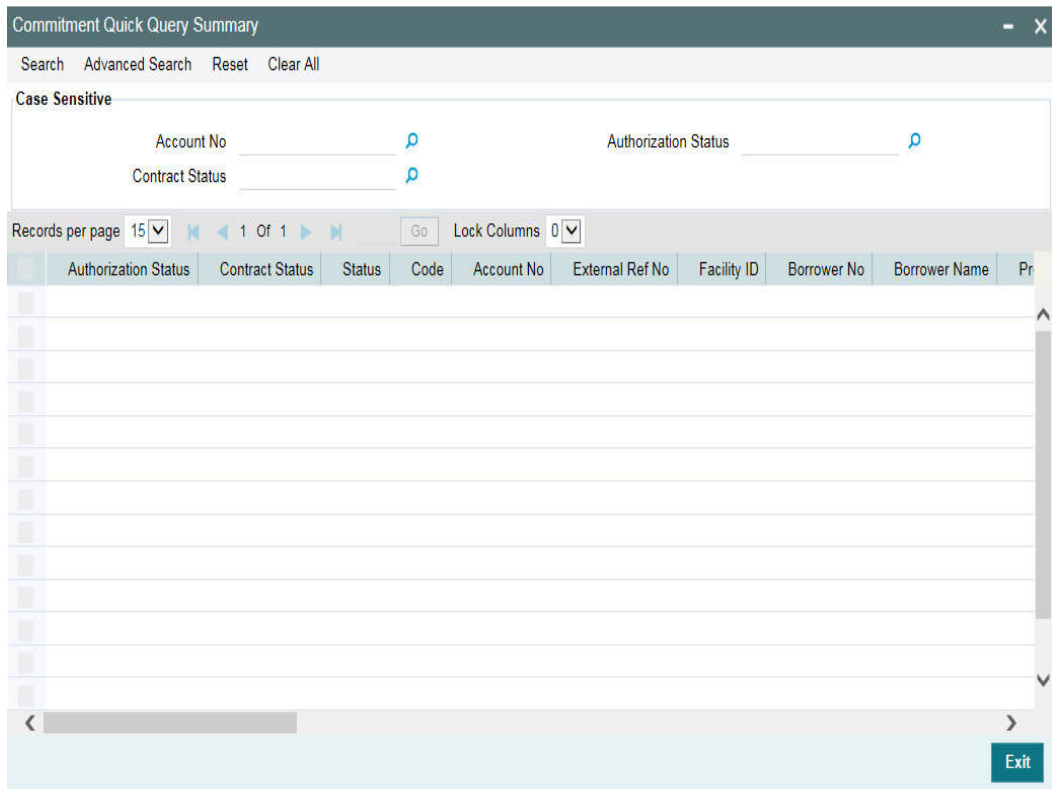 Commitment Quick Query Summary
Search Advanced Search Reset Clear All
Case Sensitive
Account No Authorization Status
Contract Status
Records per page 15 1 Of 1 Go Lock Columns 0
Authorization Status Contract Status Status Code Account No External Ref No Facility ID Borrower No Borrower Name Pr
Exit